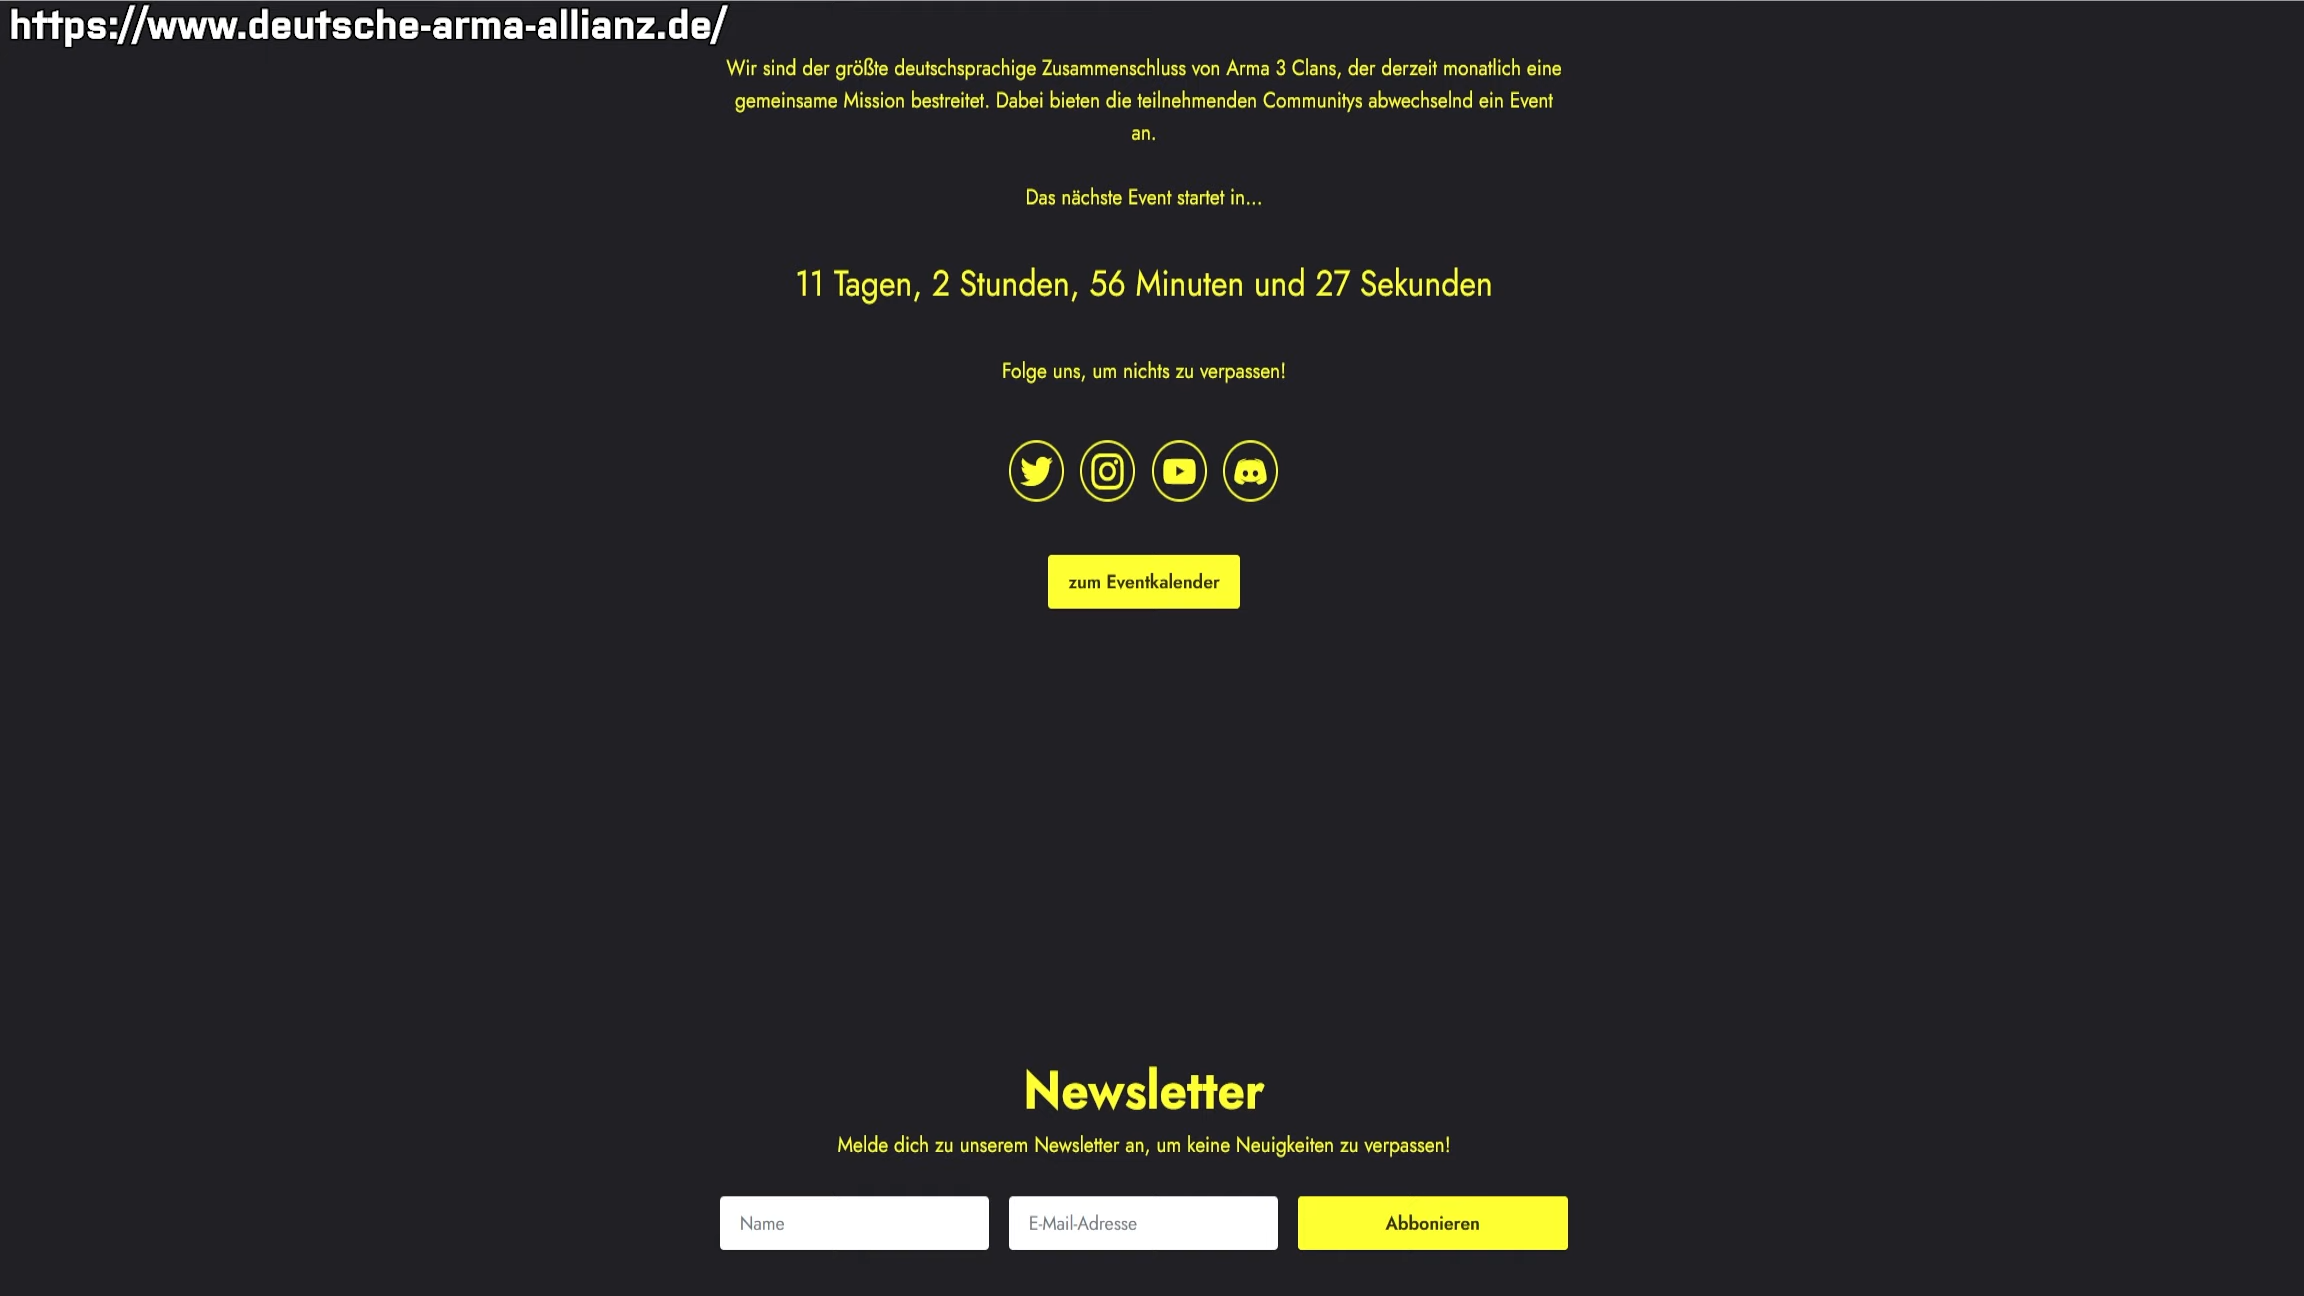 https://www.deutsche-arma-allianz.de/
Wir sind der größte deutschsprachige Zusammenschluss von Arma 3 Clans, der derzeit monatlich eine
gemeinsame Mission bestreitet. Dabei bieten die teilnehmenden Communitys abwechselnd ein Event
an.
Das nächste Event startet in...
11 Tagen, 2 Stunden, 56 Minuten und 27 Sekunden
Folge uns, um nichts zu verpassen!
zum Eventkalender
Newsletter
Melde dich zu unserem Newsletter an, um keine Neuigkeiten zu verpassen!
Name
E-Mail-Adresse
Abbonieren